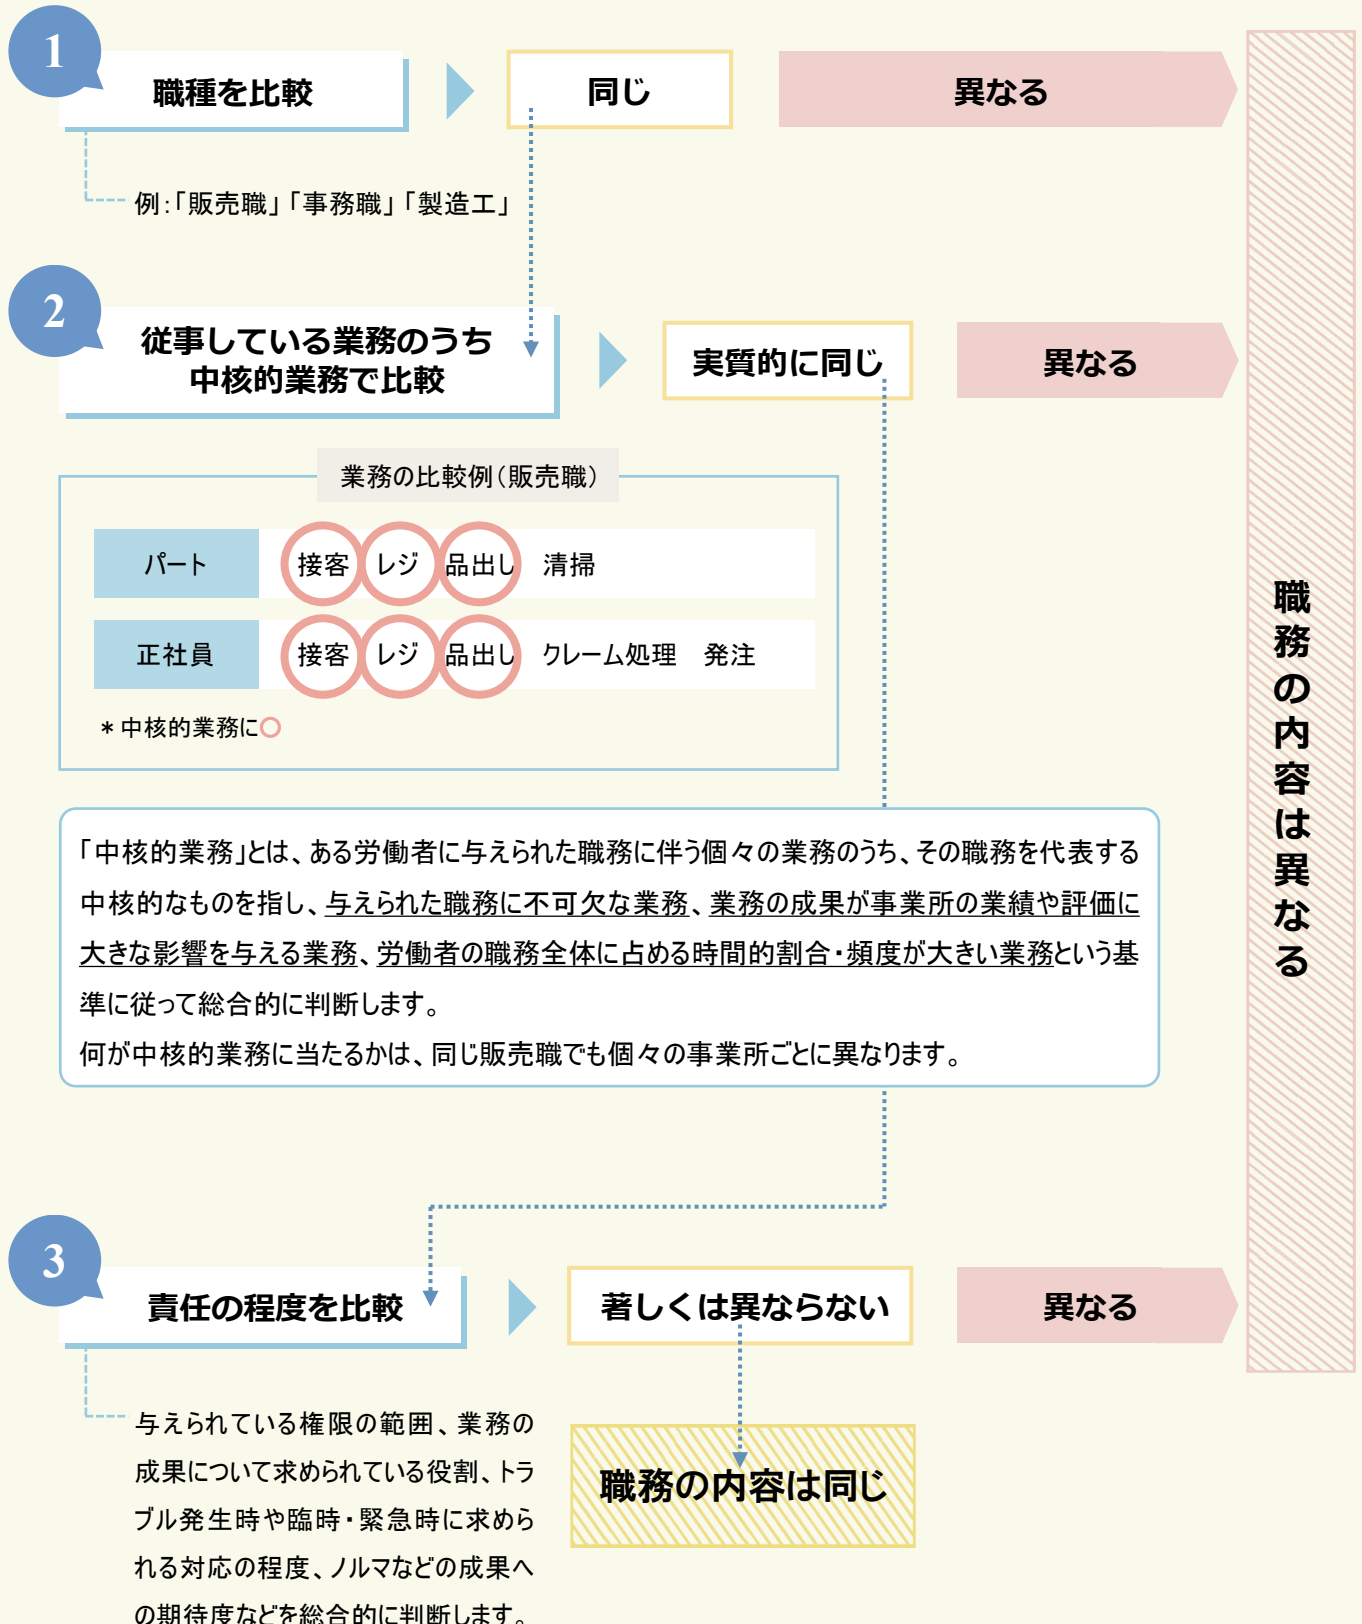 1
職種を比較
同じ
異なる
例:「販売職」「事務職」「製造工」
2
従事している業務のうち
中核的業務で比較
実質的に同じ
異なる
業務の比較例(販売職)
パート 接客 レジ 品出し 清掃
正社員 接客 レジ 品出し クレーム処理 発注
*中核的業務に○
「中核的業務」とは、ある労働者に与えられた職務に伴う個々の業務のうち、その職務を代表する
中核的なものを指し、与えられた職務に不可欠な業務、業務の成果が事業所の業績や評価に
大きな影響を与える業務、労働者の職務全体に占める時間的割合・頻度が大きい業務という基
準に従って総合的に判断します。
何が中核的業務に当たるかは、同じ販売職でも個々の事業所ごとに異なります。
3
責任の程度を比較
著しくは異ならない
異なる
与えられている権限の範囲、業務の
成果について求められている役割、トラ
ブル発生時や臨時・緊急時に求めら
れる対応の程度、ノルマなどの成果へ
の期待度などを総合的に判断します。
職務の内容は同じ
職務の内容は異なる